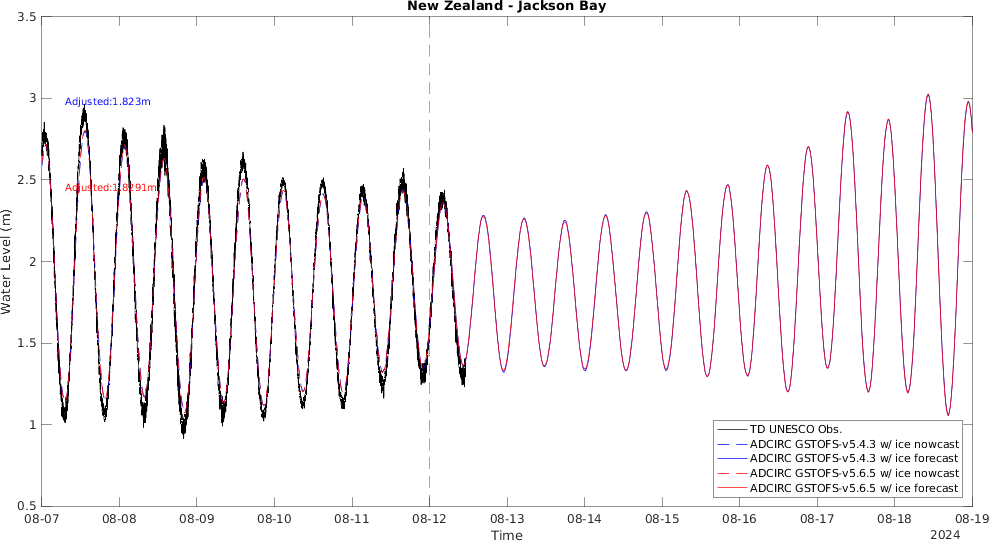 New Zealand - Jackson Bay
3.5
3
2.5
2
1.5
1
0.5
Water Level (m)
Adjusted:1.823m
Adjusted:1.8291m
TD UNESCO Obs.
ADCIRC GSTOFS-v5.4.3 w/ ice nowcast
ADCIRC GSTOFS-v5.4.3 w/ ice forecast
ADCIRC GSTOFS-v5.6.5 w/ ice nowcast
ADCIRC GSTOFS-v5.6.5 w/ ice forecast
08-07 08-08 08-09 08-10 08-11 08-12 08-13 08-14 08-15 08-16 08-17 08-18 08-19
Time
2024